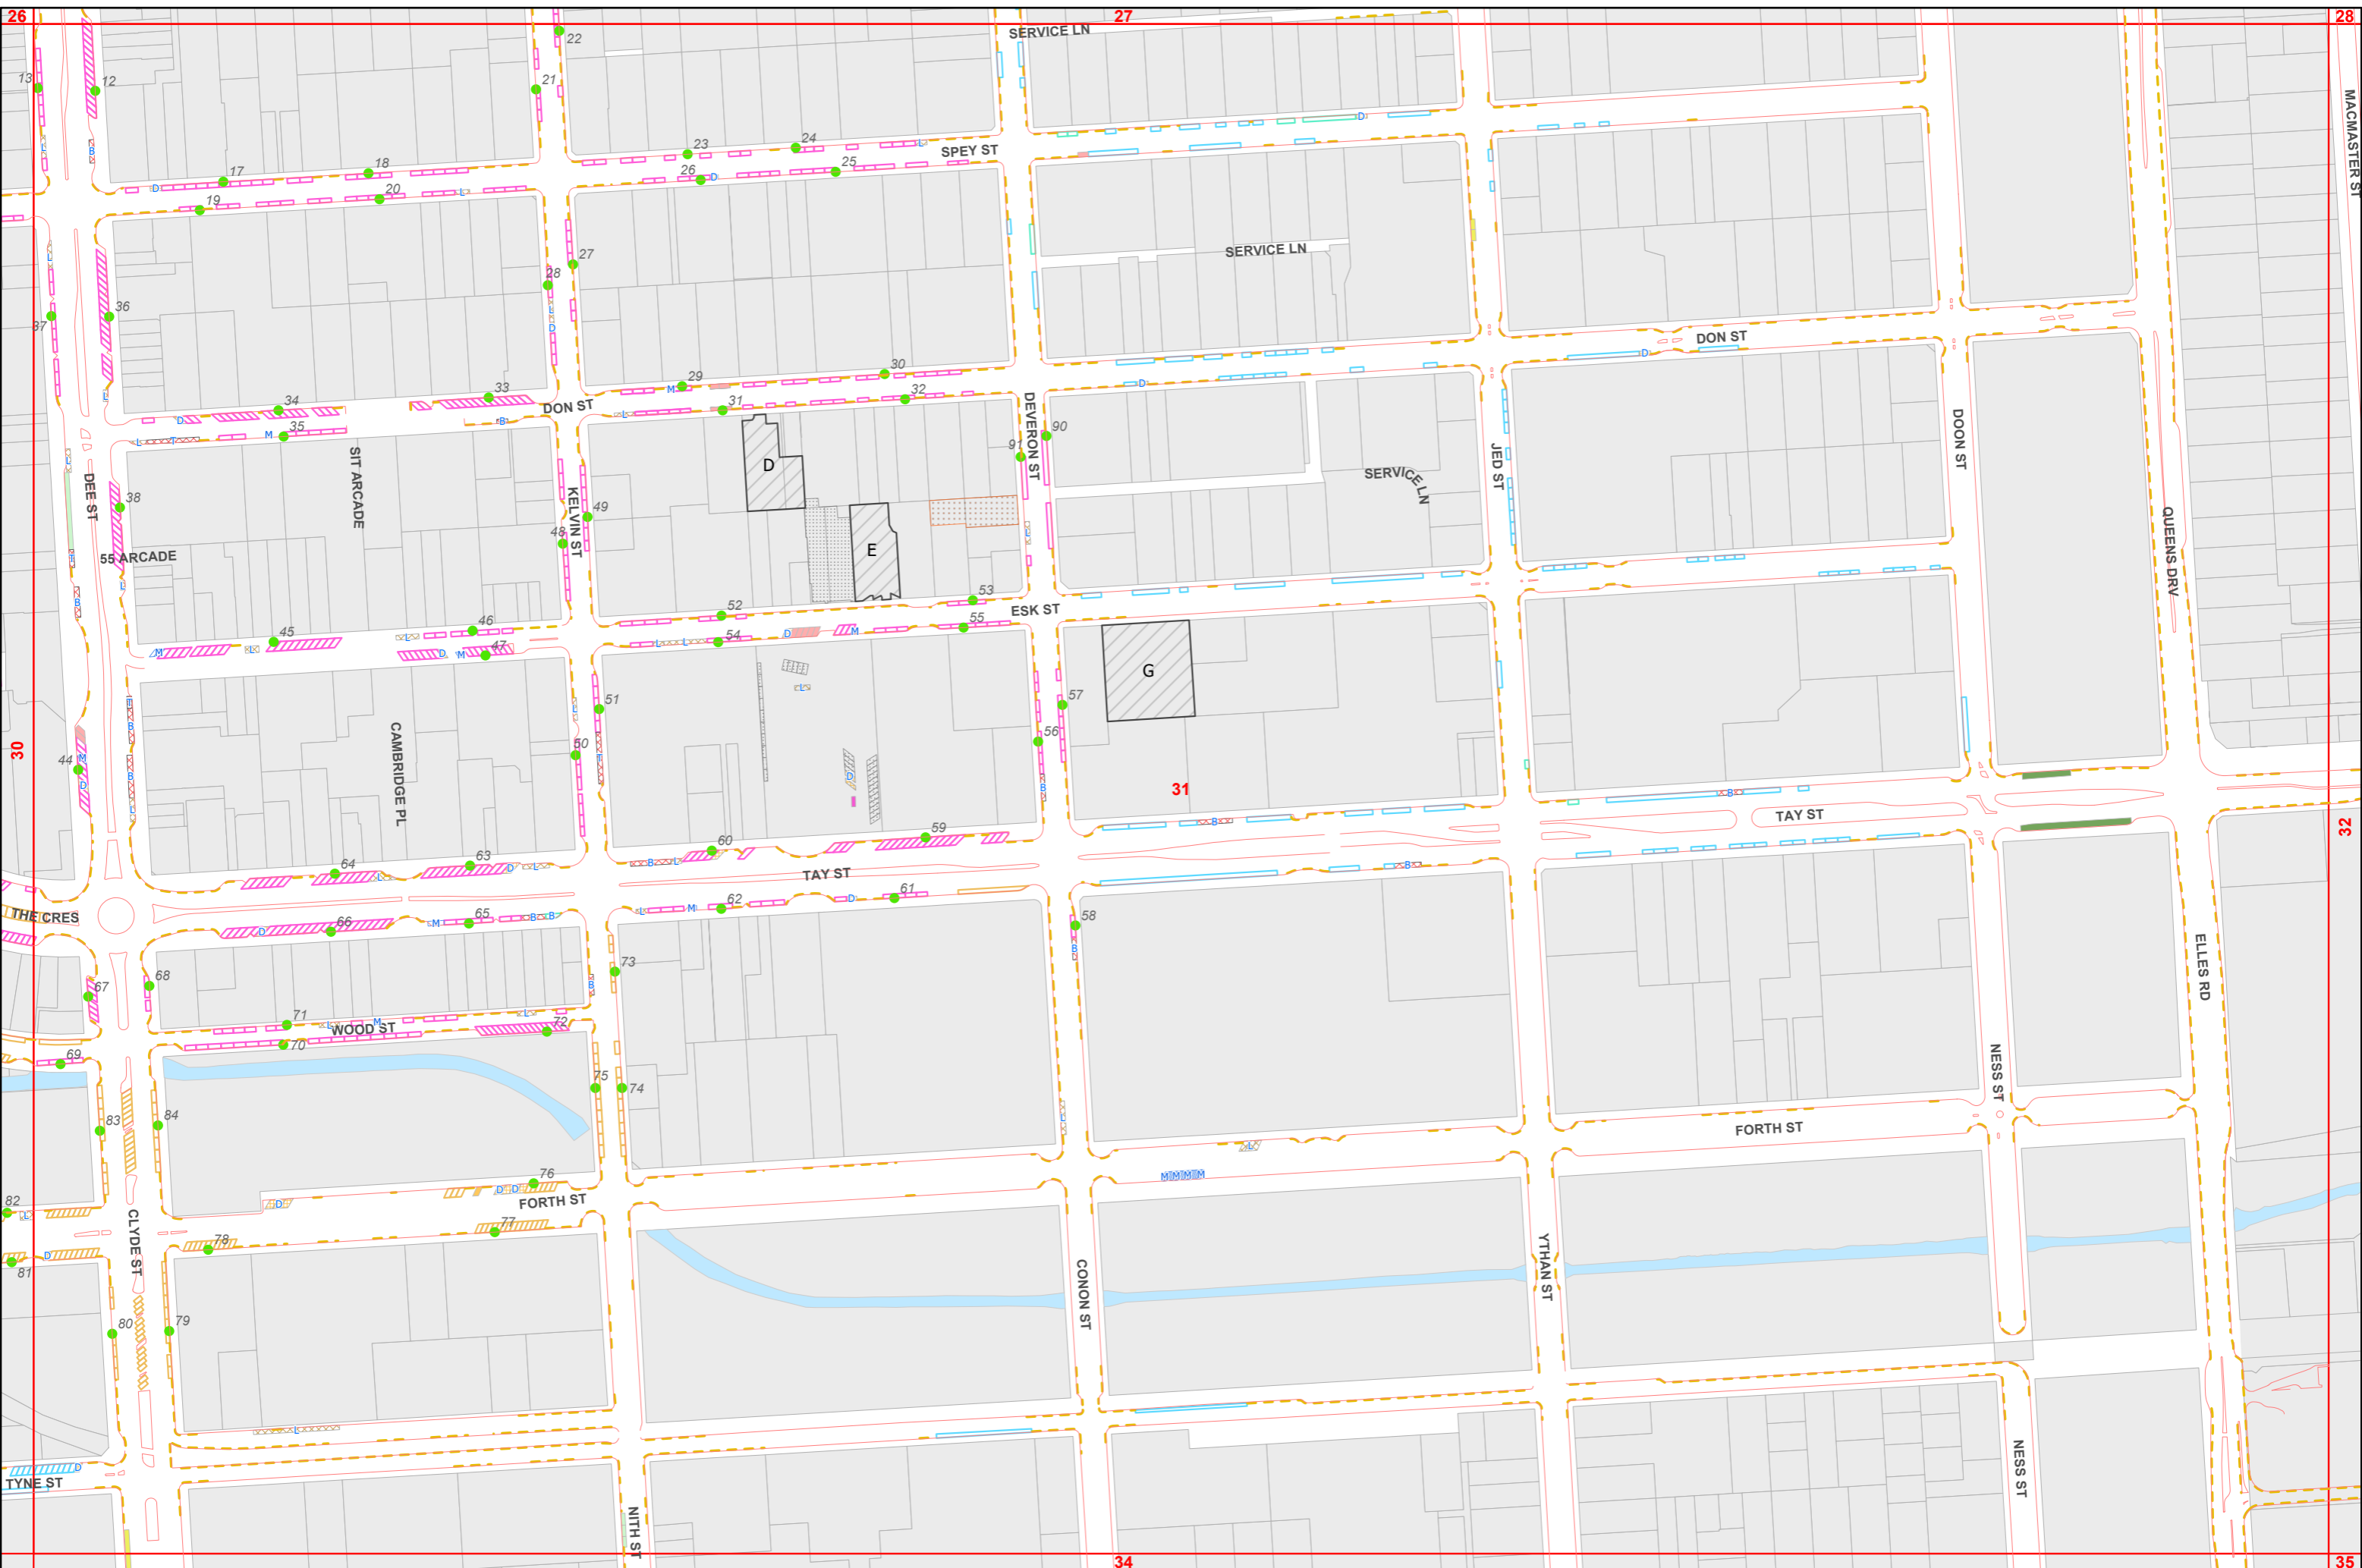 26
27
28
SERVICE LN
22
13
12
21
L
B
D
MACMASTER ST
23
24
L
SPEY ST
17
18
D
25
26
D
20
L
19
SERVICE LN
L
27
28
36
37
L
D
DON ST
D
30
29
M
33
32
D
L
DON ST
34
31
L
D
B
DEVERON ST
DOON ST
35
M
L
T
90
91
SIT ARCADE
JED ST
L
D
SERVICE LN
DEE ST
38
KELVIN ST
49
QUEENS DRV
48
L
E
55 ARCADE
L
B
53
ESK ST
52
46
D
M
55
45
L
L
L
54
M
L
D
M
47
G
L
51
57
L
CAMBRIDGE PL
B
50
56
30
E
M
44
D
B
D
31
B
B
L
TAY ST
B
32
59
60
B
L
64
63
D
L
L
TAY ST
B
61
D
THE CRES
62
M
L
65
B
B
M
66
D
58
B
ELLES RD
73
68
67
B
71
L
M
L
WOOD ST
72
70
69
NESS ST
75
74
84
83
L
FORTH ST
L
76
M M M M
D
D
FORTH ST
D
82
L
CLYDE ST
77
78
D
81
YTHAN ST
CONON ST
80
79
L
D
TYNE ST
NESS ST
NITH ST
34
35